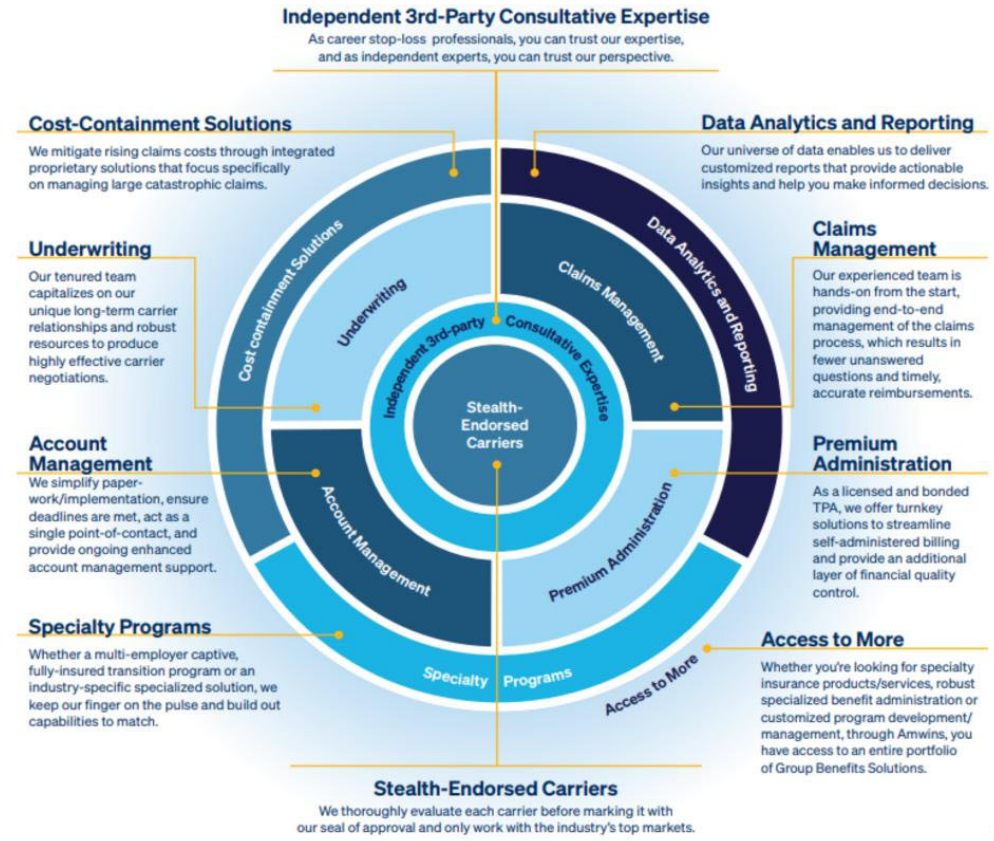 Independent 3rd-Party Consultative Expertise
As career stop-loss professionals, you can trust our expertise,
and as independent experts, you can trust our perspective.
Cost-Containment Solutions
We mitigate rising claims costs through integrated
proprietary solutions that focus specifically
on managing large catastrophic claims.
Data Analytics and Reporting
Our universe of data enables us to deliver
customized reports that provide actionable
insights and help you make informed decisions.
Underwriting
Our tenured team
capitalizes on our
unique long-term carrier
relationships and robust
resources to produce
highly effective carrier
negotiations.
Claims
Management
Our experienced team is
hands-on from the start,
providing end-to-end
management of the claims
process, which results in
fewer unanswered
questions and timely,
accurate reimbursements.
Cost containment Solutions
Data Analytics and Reporting
Underwriting
Claims Management
Independent 3rd-party Consultative Expertise
Stealth-
Endorsed
Carriers
Account Management
Premium Administration
Specialty Programs
Access to More
Account
Management
We simplify paper-
work/implementation, ensure
deadlines are met, act as a
single point-of-contact, and
provide ongoing enhanced
account management support.
Premium
Administration
As a licensed and bonded
TPA, we offer turnkey
solutions to streamline
self-administered billing
and provide an additional
layer of financial quality
control.
Specialty Programs
Whether a multi-employer captive,
fully-insured transition program or an
industry-specific specialized solution, we
keep our finger on the pulse and build out
capabilities to match.
Access to More
Whether you're looking for specialty
insurance products/services, robust
specialized benefit administration or
customized program development/
management, through Amwins, you
have access to an entire portfolio
of Group Benefits Solutions.
Stealth-Endorsed Carriers
We thoroughly evaluate each carrier before marking it with
our seal of approval and only work with the industry's top markets.